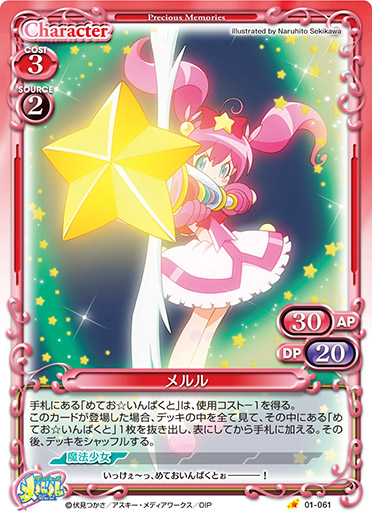 Precious Memories
Character
illustrated by Naruhito Sekikawa
COST
3
SOURCE
2
30 AP
DP 20
メルル
手札にある「めてお☆いんぱくと」は、使用コスト－1を得る。
このカードが登場した場合、デッキの中を全て見て、その中にある「め
てお☆いんぱくと」1枚を抜き出し、表にしてから手札に加える。その
後、デッキをシャッフルする。
魔法少女
いっけぇ～っ、めておいんぱくとぉ――――！
©伏見つかさ／アスキー・メディアワークス／OIP
01-061